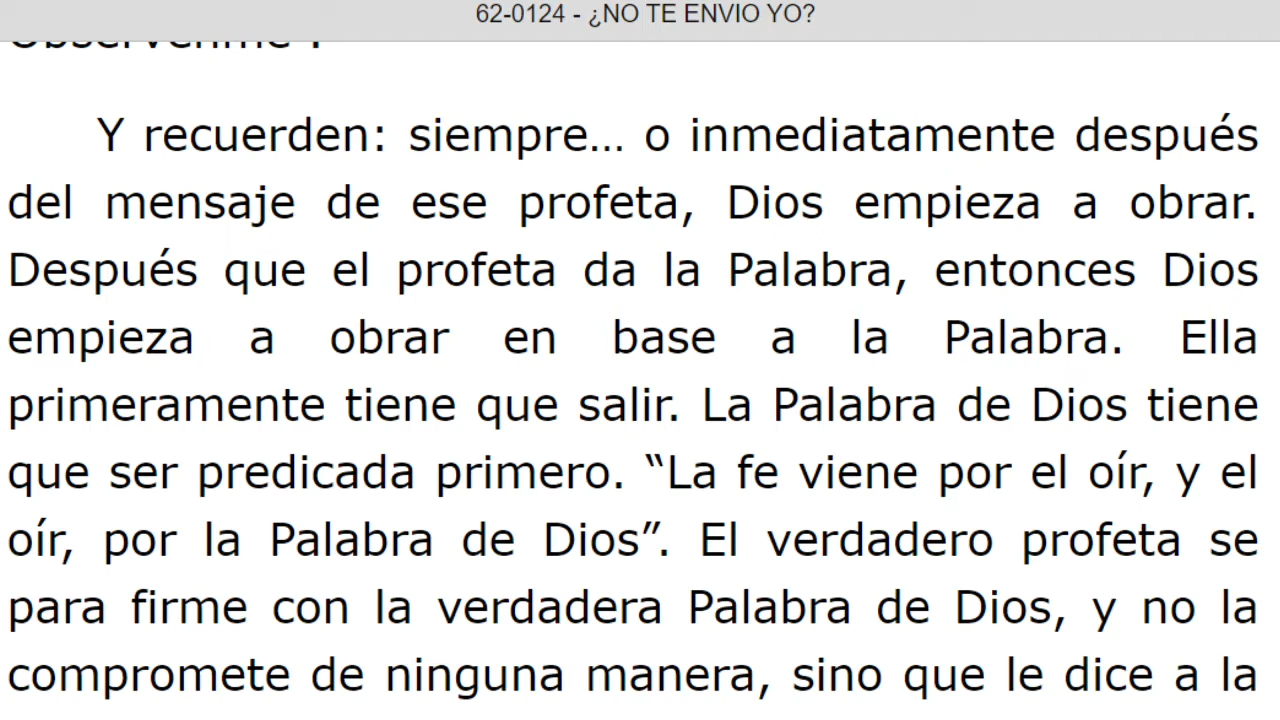 62-0124 - ¿NO TE ENVIO YO?
Y recuerden: siempre… o inmediatamente después
del mensaje de ese profeta, Dios empieza a obrar.
Después que el profeta da la Palabra, entonces Dios
empieza a obrar en base a la Palabra. Ella
primeramente tiene que salir. La Palabra de Dios tiene
que ser predicada primero. “La fe viene por el oír, y el
oír, por la Palabra de Dios”. El verdadero profeta se
para firme con la verdadera Palabra de Dios, y no la
compromete de ninguna manera, sino que le dice a la